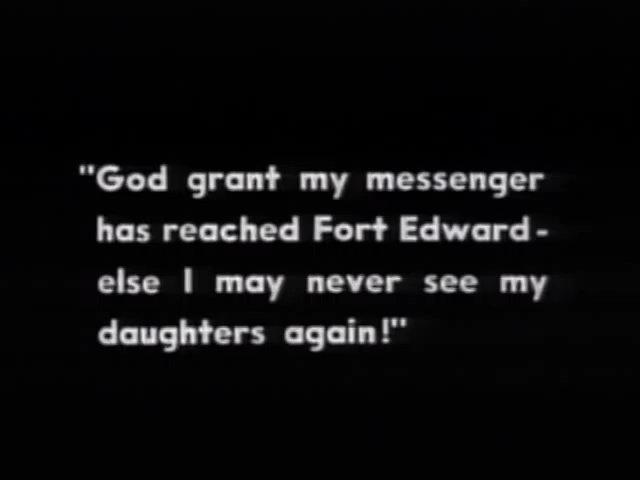 "God grant my messenger
has reached Fort Edward-
else I may never see my
daughters again!"